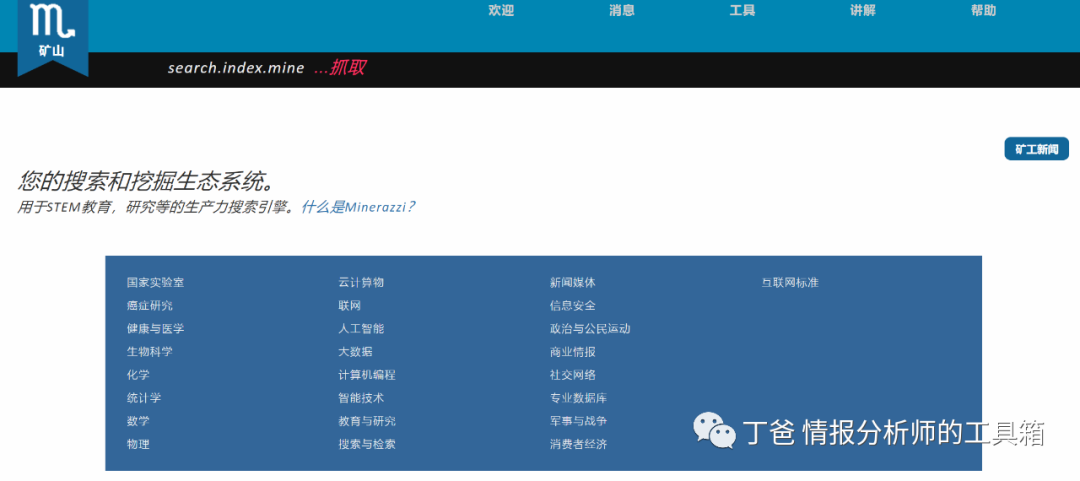 欢迎 消息 工具 讲解 帮助
矿山
search.index.mine ...抓取
矿工新闻
您的搜索和挖掘生态系统。
用于STEM教育，研究等的生产力搜索引擎。什么是Minerazzi？
国家实验室 云计算物 新闻媒体 互联网标准
癌症研究 联网 信息安全
健康与医学 人工智能 政治与公民运动
生物科学 大数据 商业情报
化学 计算机编程 社交网络
统计学 智能技术 专业数据库
数学 教育与研究 军事与战争
物理 搜索与检索 消费者经济
丁爸 情报分析师的工具箱